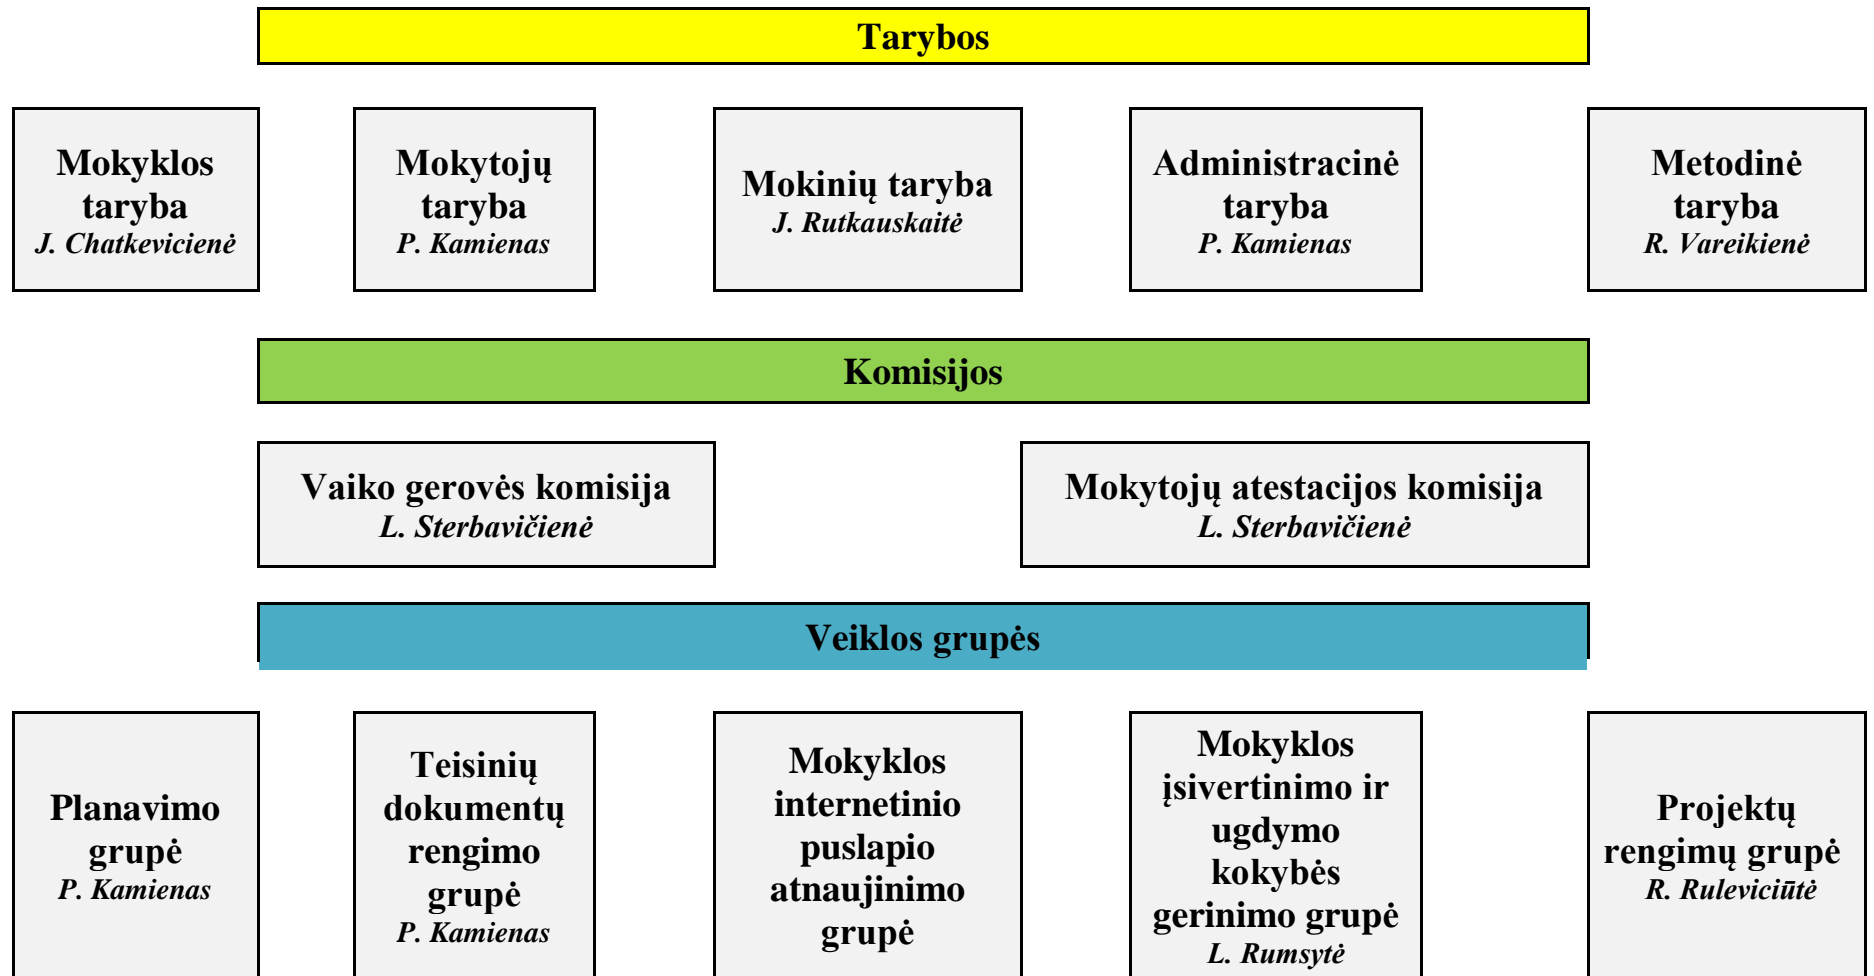 Tarybos
Mokyklos
taryba
J. Chatkevicienė
Mokytojų
taryba
P. Kamienas
Mokinių taryba
J. Rutkauskaitė
Administracinė
taryba
P. Kamienas
Metodinė
taryba
R. Vareikienė
Komisijos
Vaiko gerovės komisija
L. Sterbavičienė
Mokytojų atestacijos komisija
L. Sterbavičienė
Veiklos grupės
Planavimo
grupė
P. Kamienas
Teisinių
dokumentų
rengimo
grupė
P. Kamienas
Mokyklos
internetinio
puslapio
atnaujinimo
grupė
Mokyklos
įsivertinimo ir
ugdymo
kokybės
gerinimo grupė
L. Rumsytė
Projektų
rengimų grupė
R. Ruleviciūtė